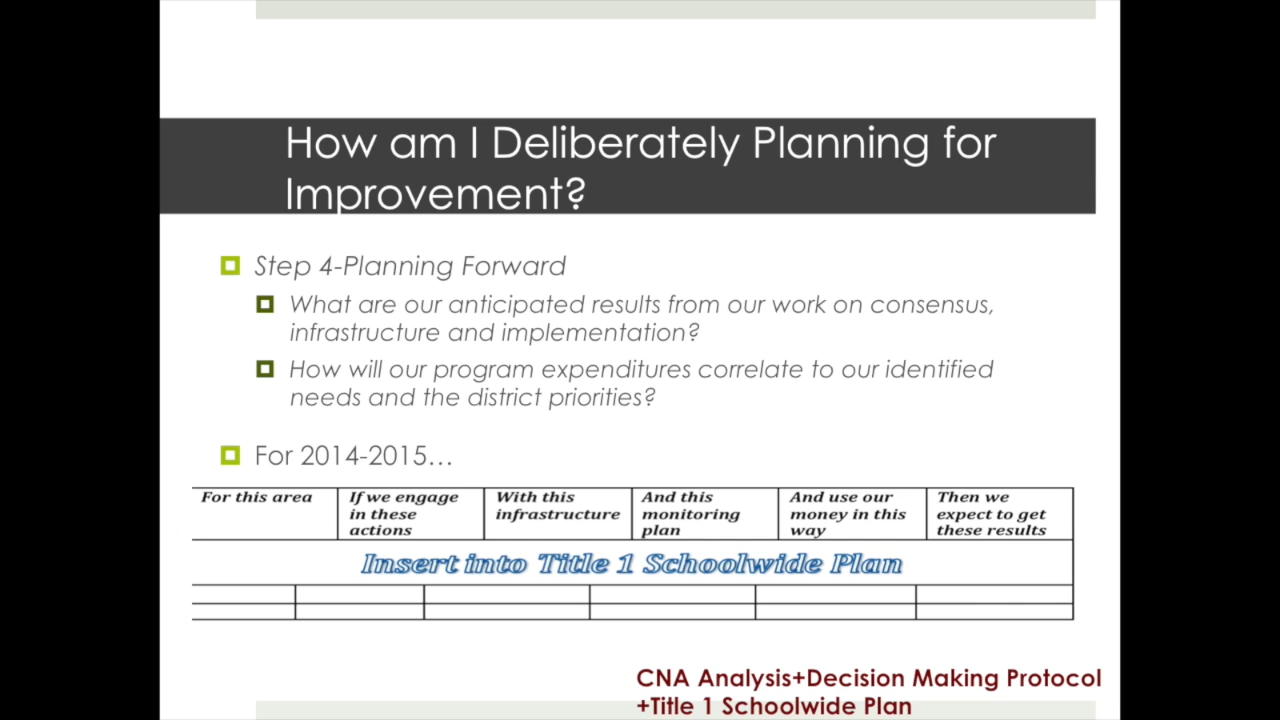 How am I Deliberately Planning for
Improvement?
Step 4-Planning Forward
What are our anticipated results from our work on consensus,
infrastructure and implementation?
How will our program expenditures correlate to our identified
needs and the district priorities?
For 2014-2015…
For this area
If we engage
in these
actions
With this
infrastructure
And this
monitoring
plan
And use our
money in this
way
Then we
expect to get
these results
Insert into Title 1 Schoolwide Plan
CNA Analysis+Decision Making Protocol
+Title 1 Schoolwide Plan